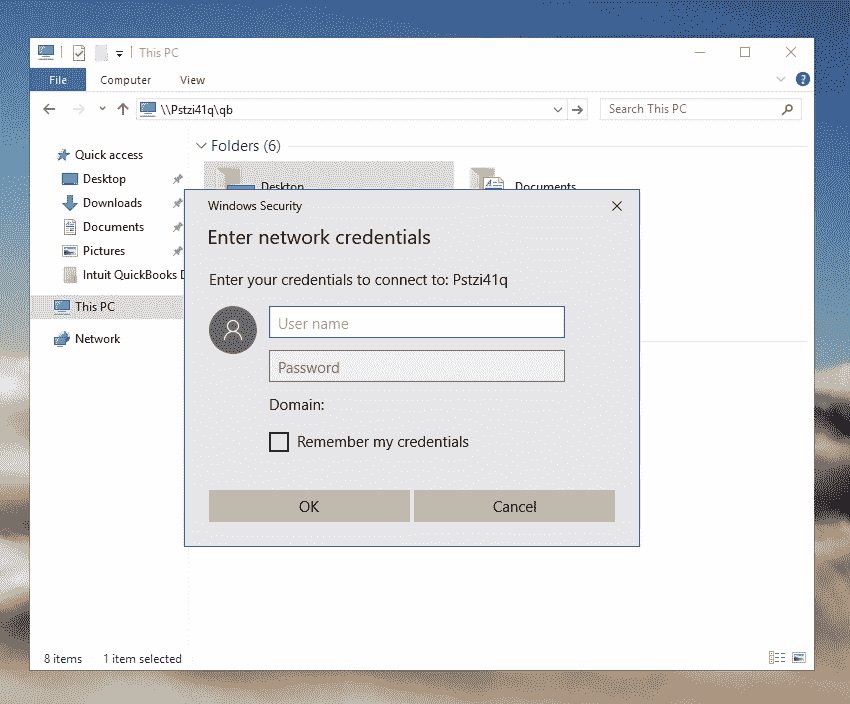 This PC
File Computer View
\\Pstzi41q\qb
Search This PC
Quick access
Desktop
Downloads
Documents
Pictures
Intuit QuickBooks D
This PC
Network
Folders (6)
Desktop
Documents
Windows Security
Enter network credentials
Enter your credentials to connect to: Pstzi41q
User name
Password
Domain:
Remember my credentials
OK Cancel
8 items 1 item selected